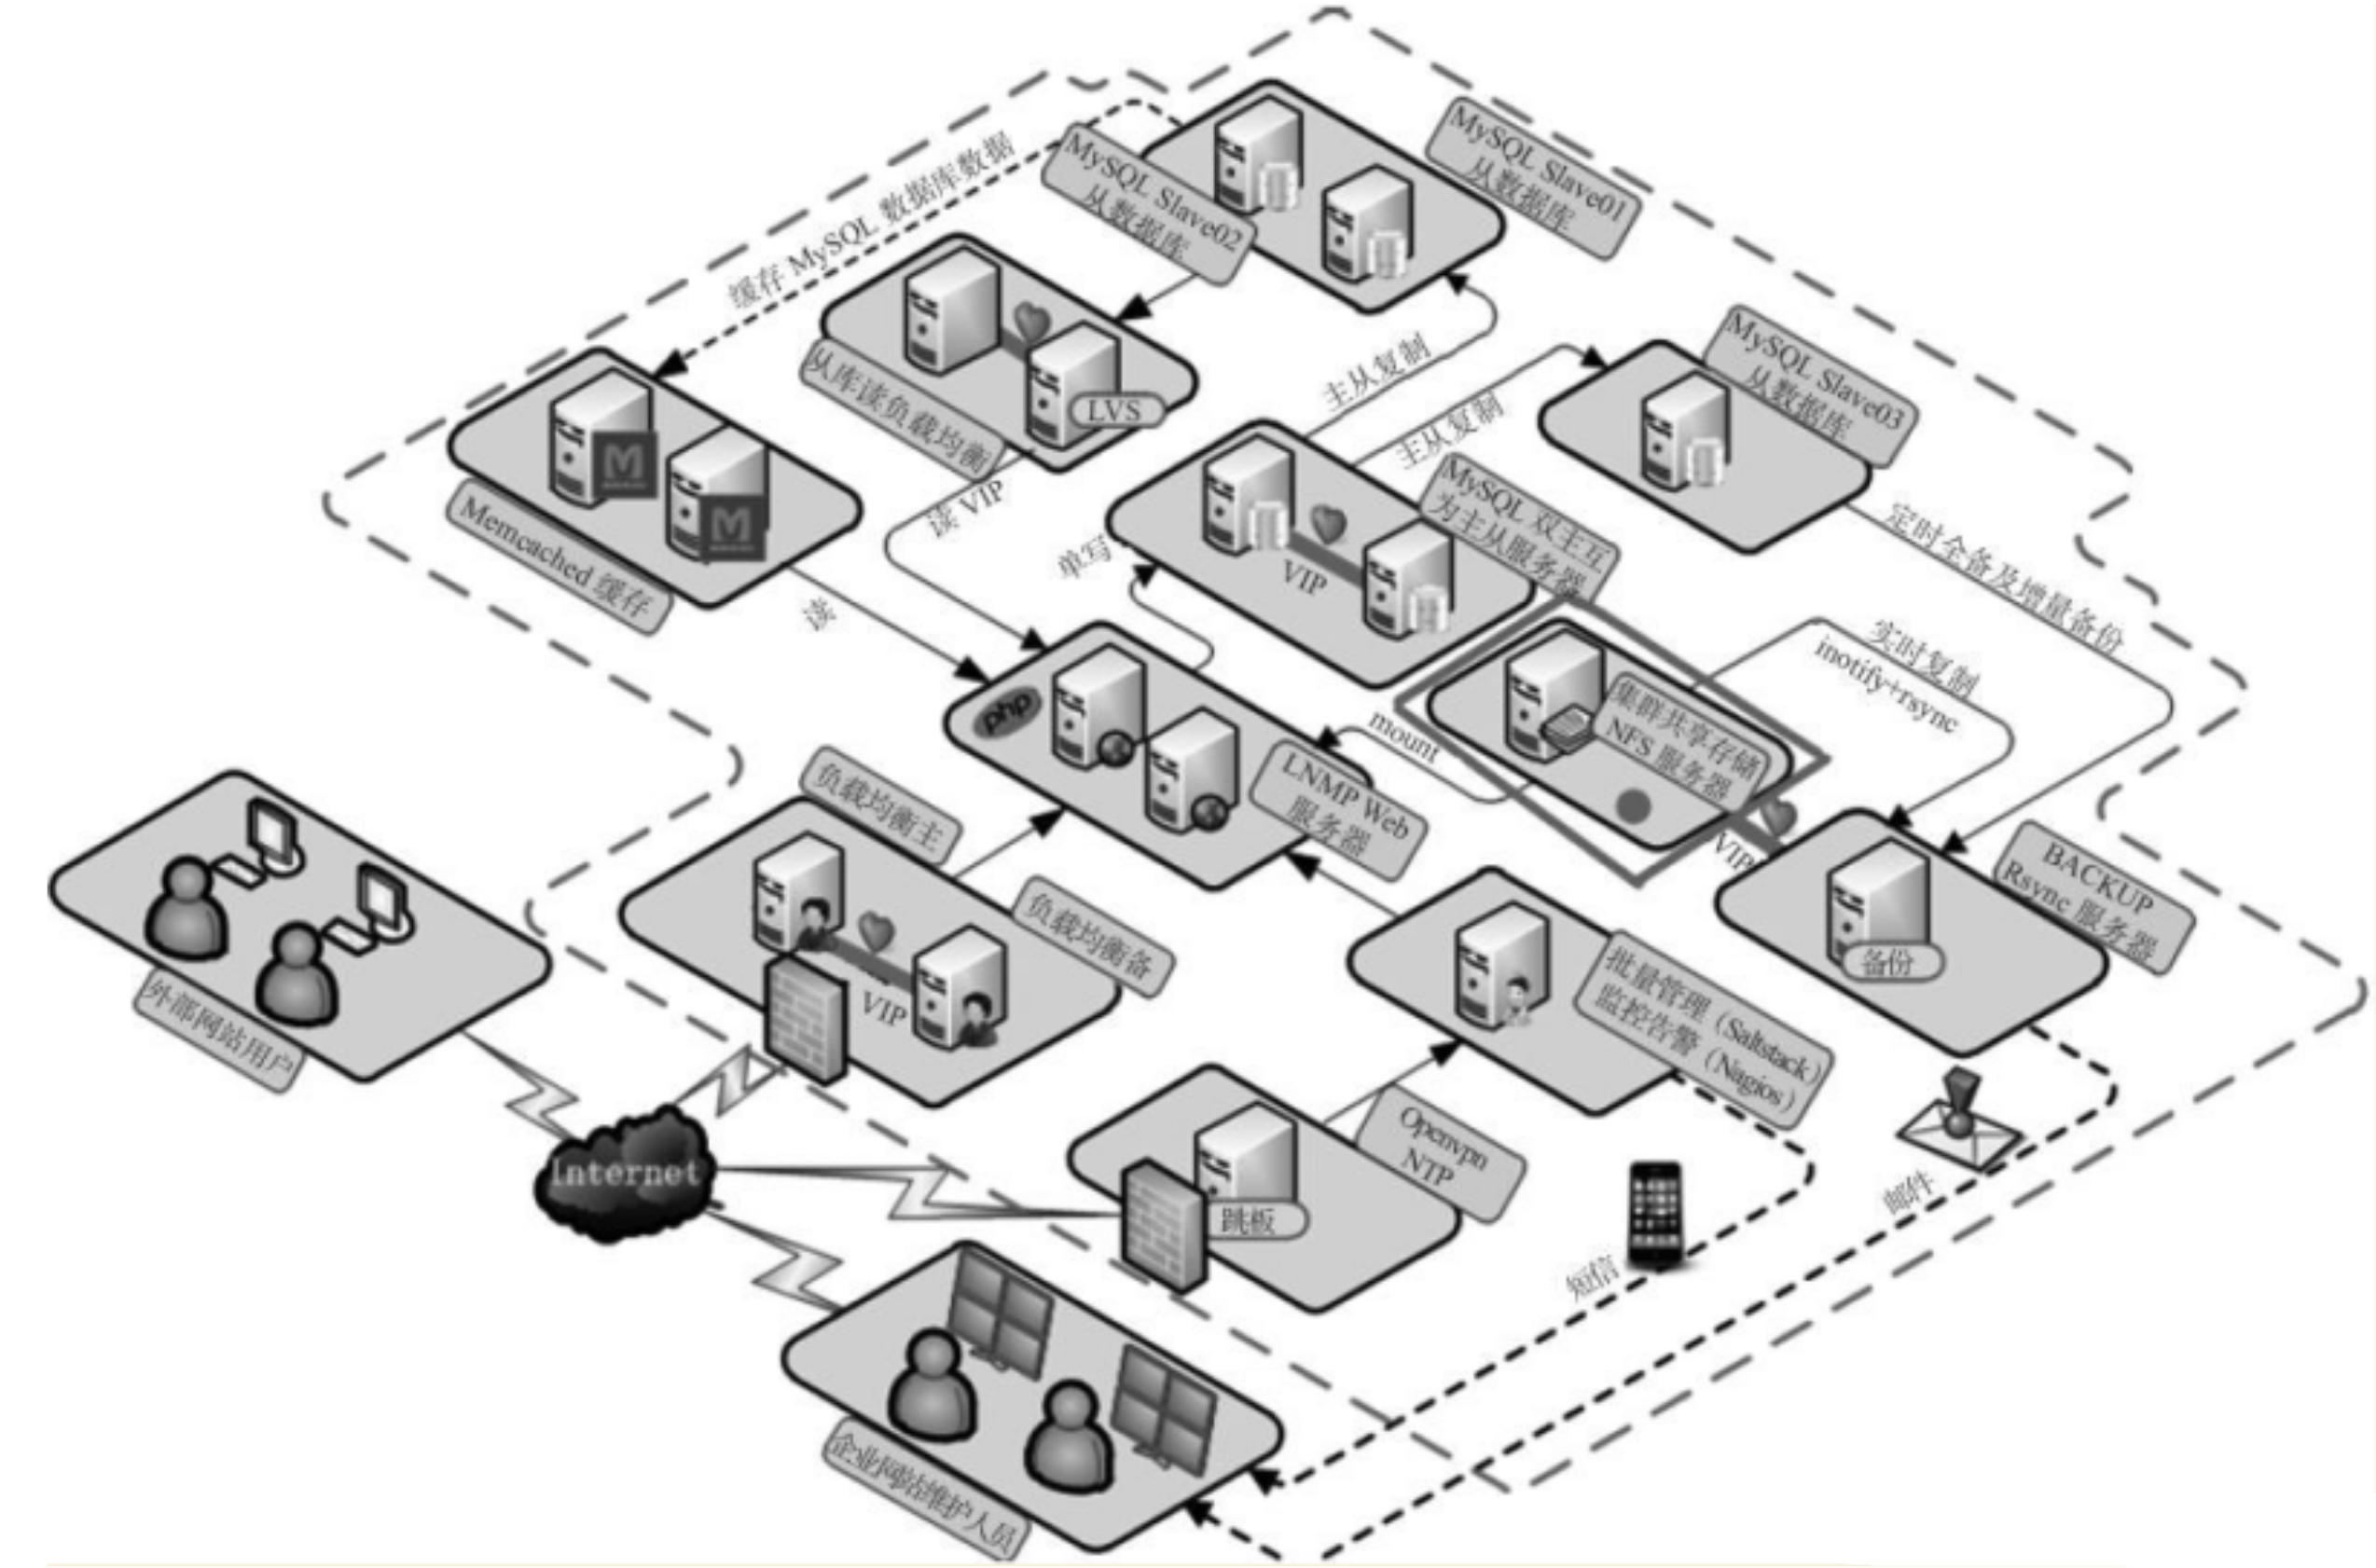 MySQL Slave01
从数据库
MySQL Slave02
从数据库
缓存 MySQL 数据库数据
从库读负载均衡
LVS
主从复制
主从复制
MySQL Slave03
从数据库
Memcached 缓存
M
M
读 VIP
单写
读
MySQL 双主互
为主从服务器
VIP
定时全备及增量备份
实时复制
inotify+rsync
集群共享存储
NFS 服务器
mount
php
LNMP Web
服务器
VIP
BACKUP
Rsync 服务器
备份
负载均衡主
负载均衡备
VIP
外部网站用户
批量管理（Saltstack）
监控告警（Nagios）
Openvpn
NTP
跳板
Internet
邮件
短信
企业网站维护人员